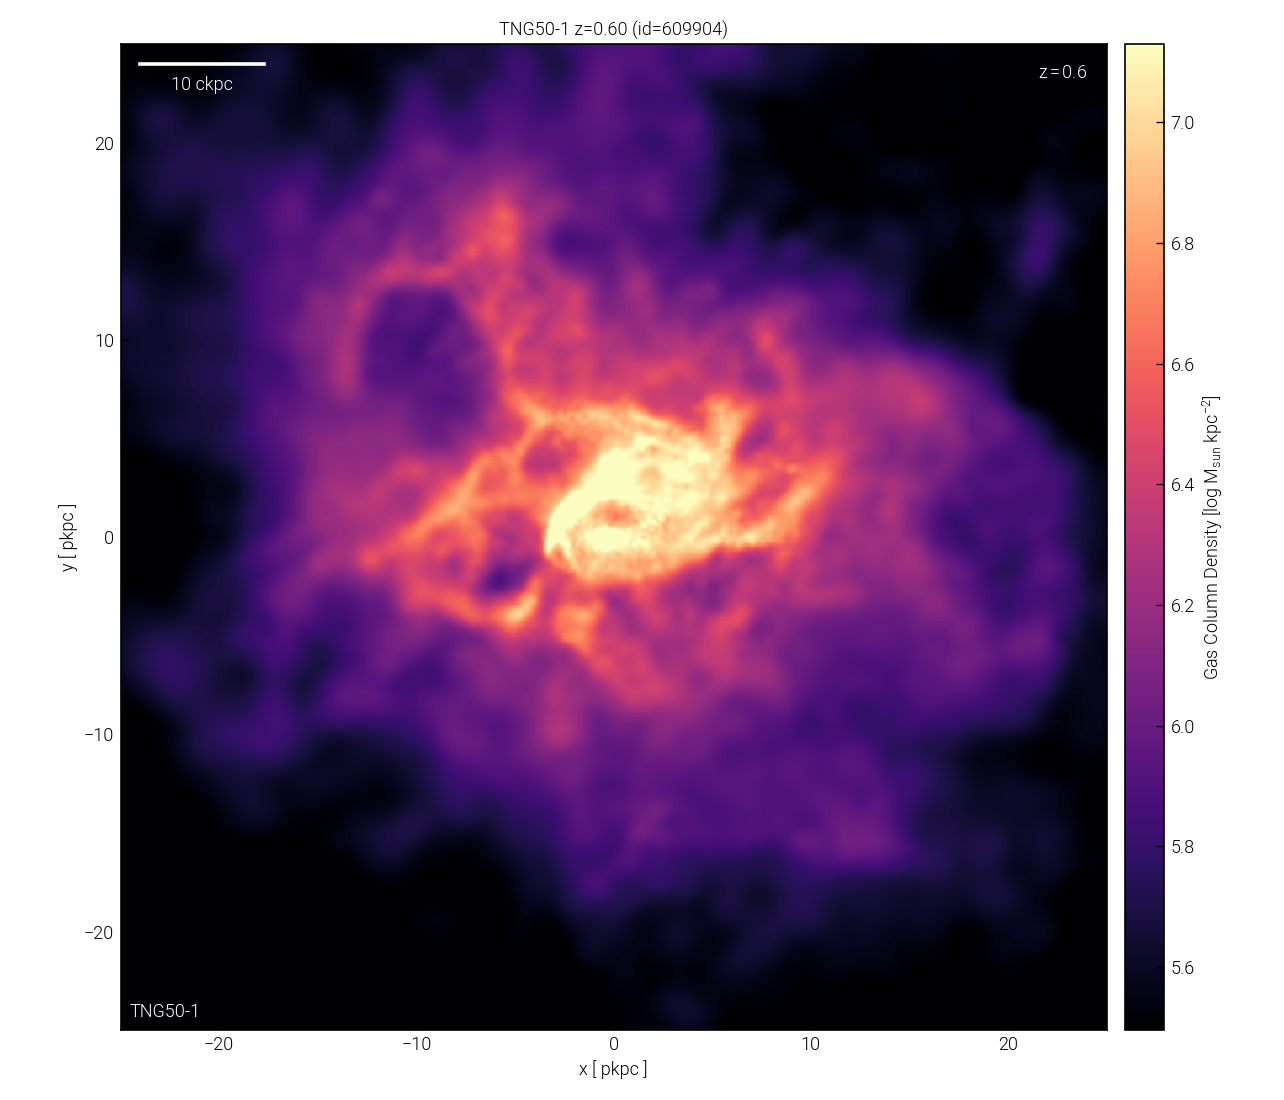 TNG50-1 z=0.60 (id=609904)
10 ckpc
z=0.6
20
10
0
−10
−20
y [ pkpc ]
TNG50-1
−20
−10
0
10
20
x [ pkpc ]
7.0
6.8
6.6
6.4
6.2
6.0
5.8
5.6
Gas Column Density [log M_sun kpc⁻²]